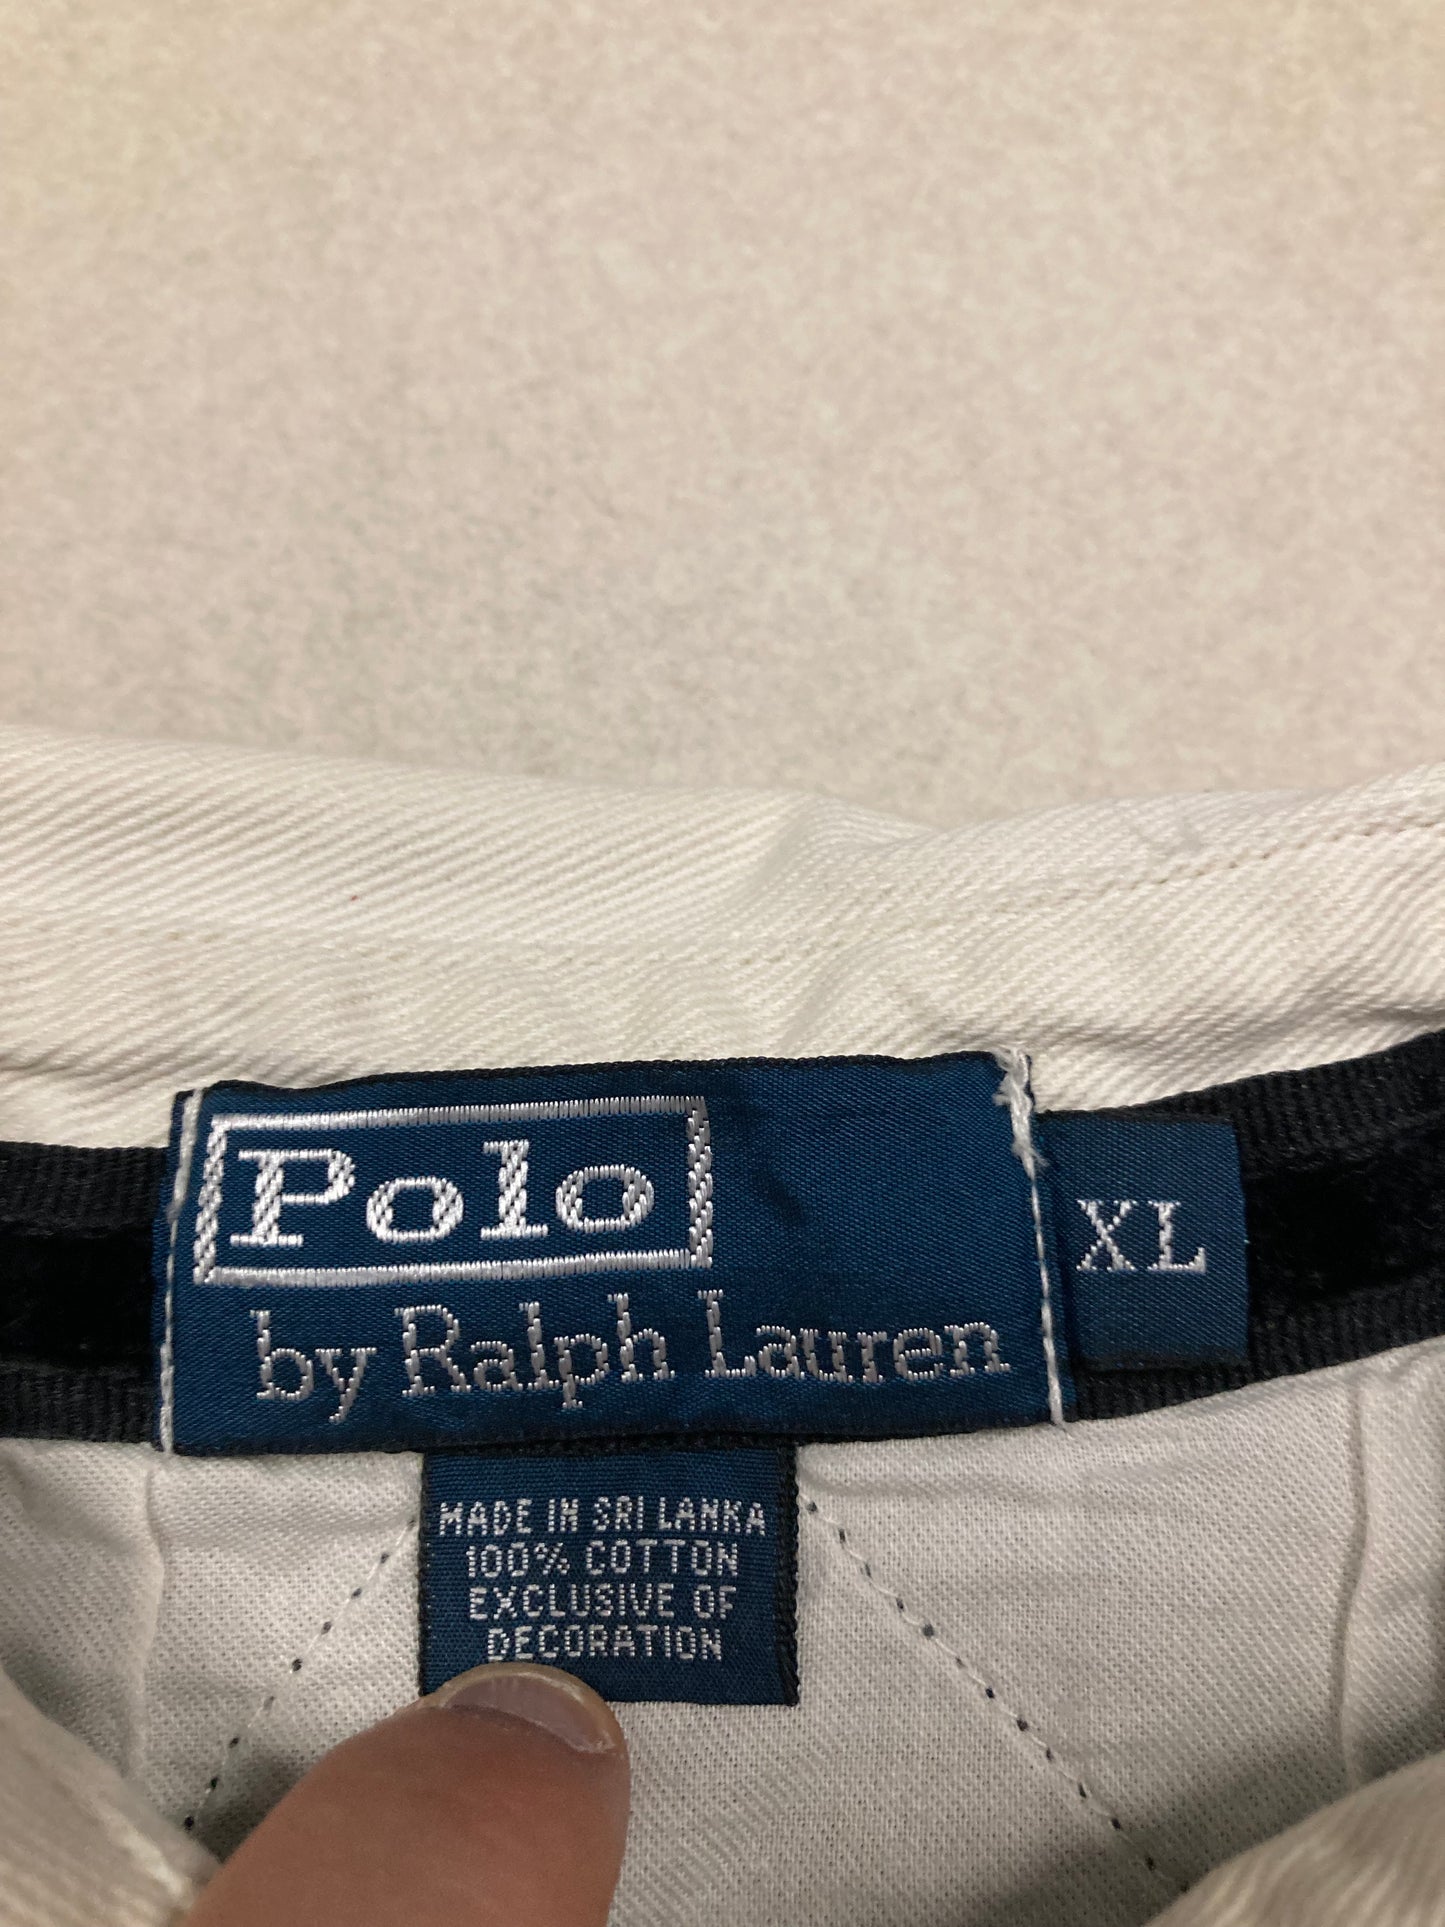 Polo
by Ralph Lauren
XL
MADE IN SRI LANKA
100% COTTON
EXCLUSIVE OF
DECORATION